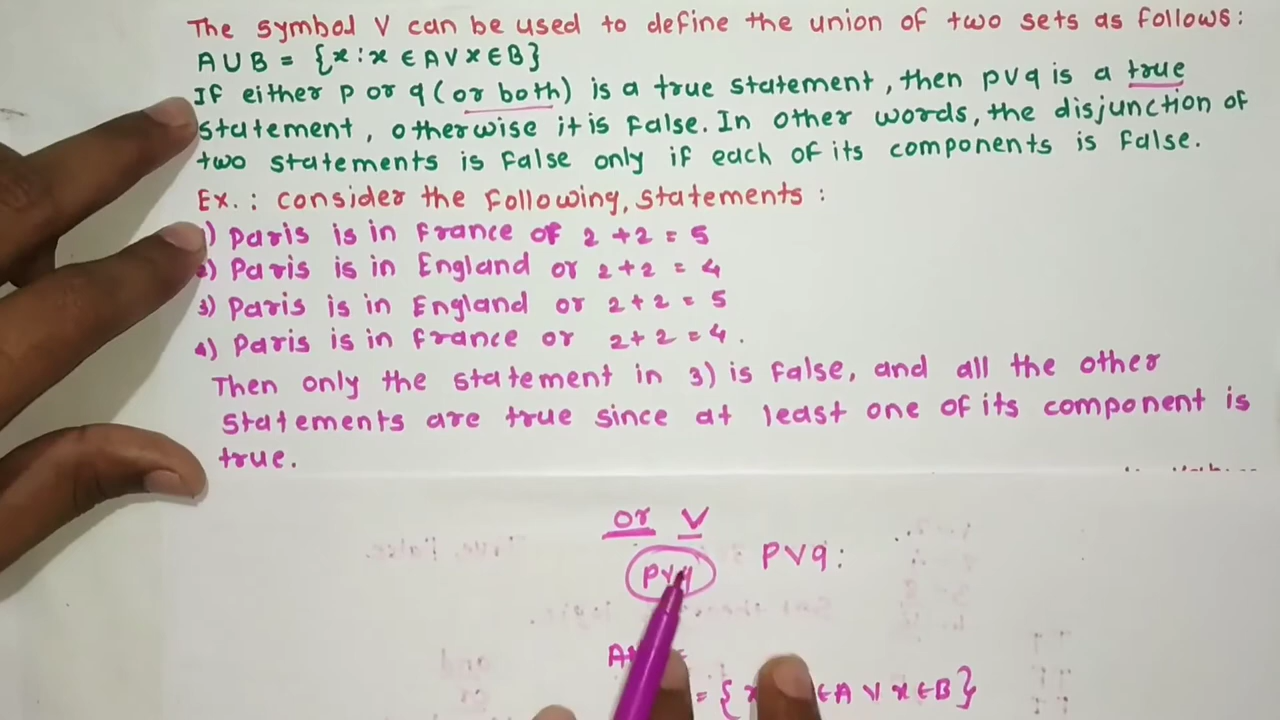 The symbol V can be used to define the union of two sets as follows:
A U B = {x : x ∈ A V x ∈ B}
If either p or q (or both) is a true statement, then p V q is a true
statement, otherwise it is false. In other words, the disjunction of
two statements is false only if each of its components is false.
Ex. : consider the following, statements :
1) Paris is in France of 2 + 2 = 5
2) Paris is in England or 2 + 2 = 4
3) Paris is in England or 2 + 2 = 5
4) Paris is in france or 2 + 2 = 4 .
Then only the statement in 3) is false, and all the other
statements are true since at least one of its component is
true.
or V
p V q
P V q :
= { x ∈ A V x ∈ B }